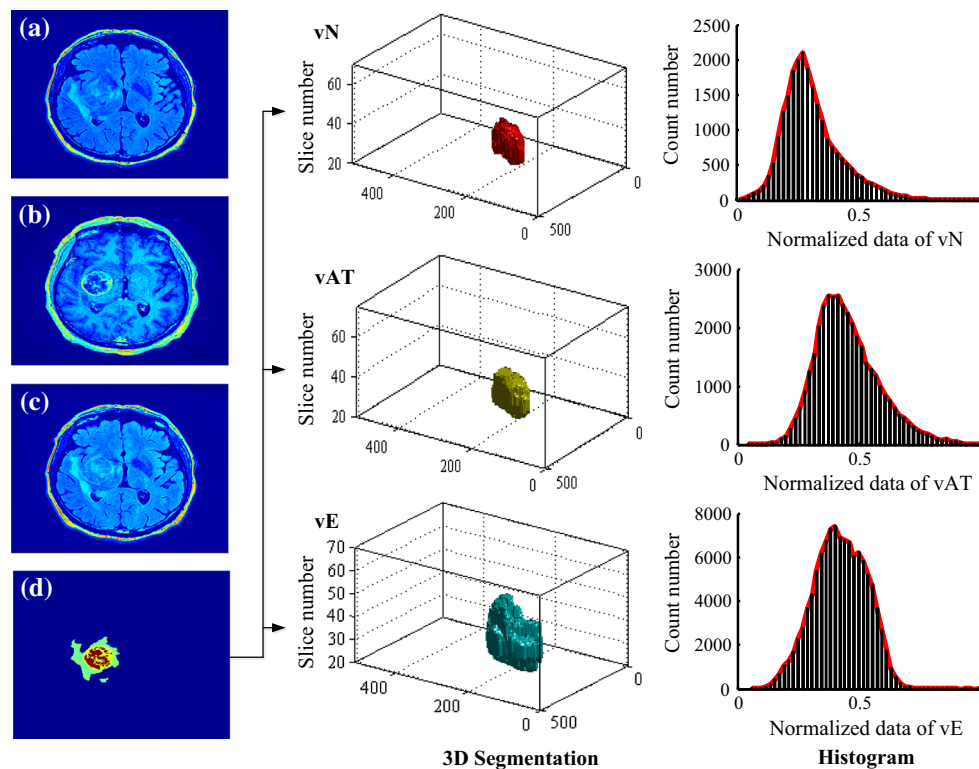 (a)
(b)
(c)
(d)
vN
Slice number
60
40
20
400
200
0
500
0
vAT
Slice number
60
40
20
400
200
0
500
0
vE
Slice number
70
60
50
40
30
20
400
200
0
500
0
3D Segmentation
Count number
2500
2000
1500
1000
500
0
0
0.5
Normalized data of vN
Count number
3000
2000
1000
0
0
0.5
Normalized data of vAT
Count number
8000
6000
4000
2000
0
0
0.5
Normalized data of vE
Histogram